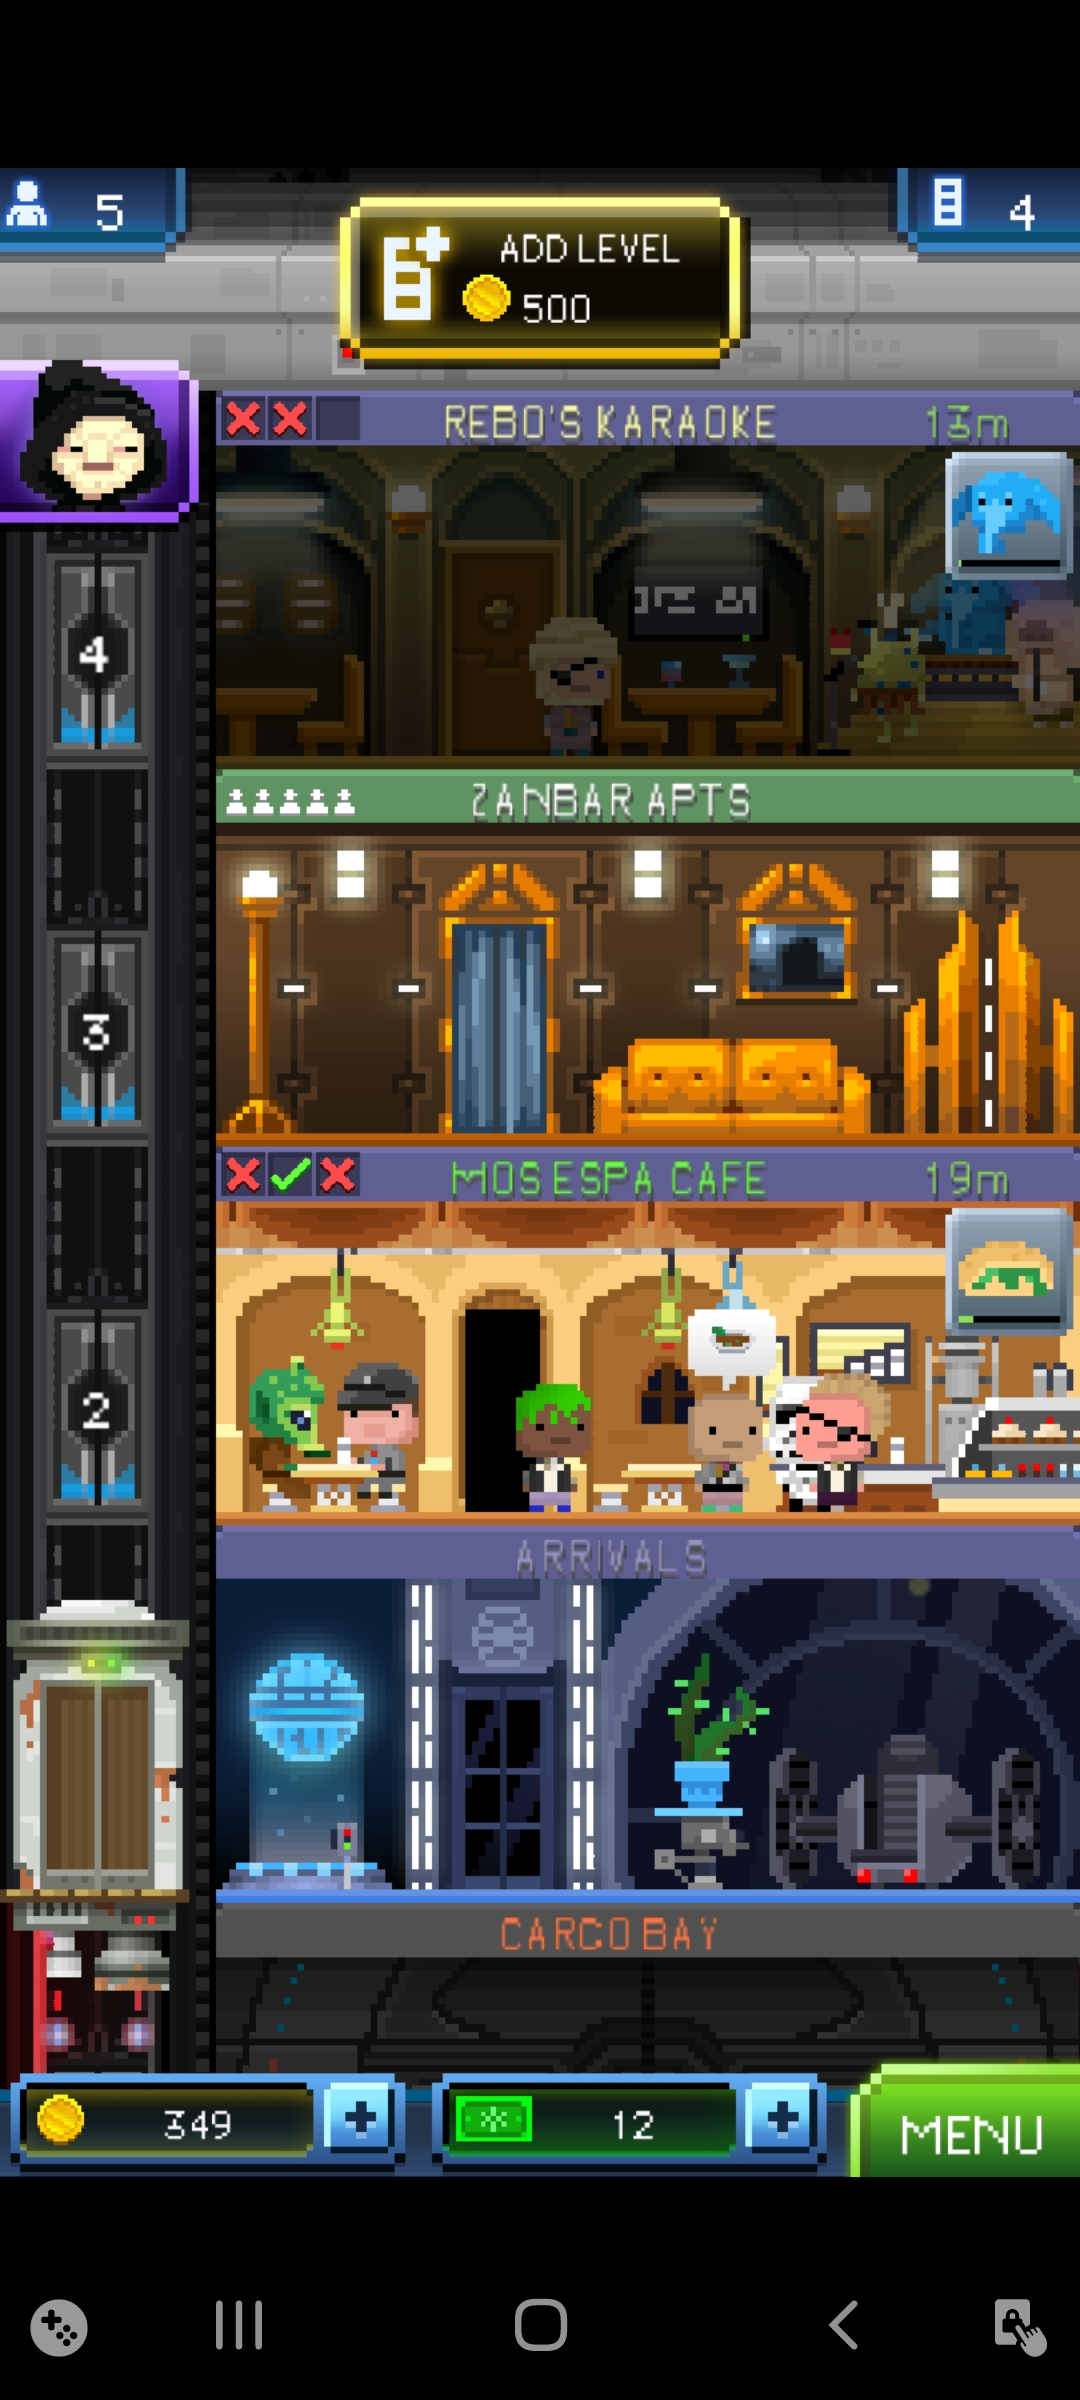 5
ADD LEVEL
500
4
REBO'S KARAOKE 13m
4
ZANBAR APTS
3
MOS ESPA CAFE 19m
2
ARRIVALS
CARGO BAY
349
12
MENU